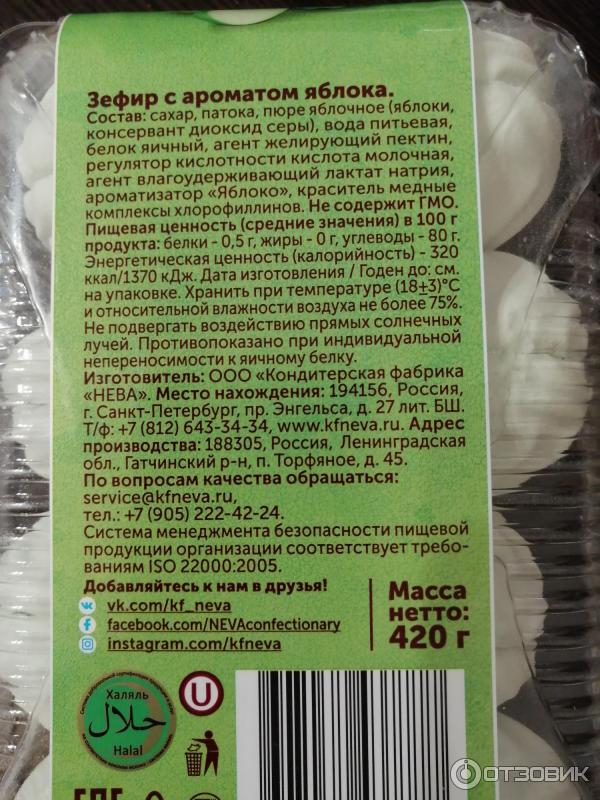 Зефир с ароматом яблока.
Состав: сахар, патока, пюре яблочное (яблоки,
консервант диоксид серы), вода питьевая,
белок яичный, агент желирующий пектин,
регулятор кислотности кислота молочная,
агент влагоудерживающий лактат натрия,
ароматизатор «Яблоко», краситель медные
комплексы хлорофиллинов. Не содержит ГМО.
Пищевая ценность (средние значения) в 100 г
продукта: белки - 0,5 г, жиры - 0 г, углеводы - 80 г.
Энергетическая ценность (калорийность) - 320
ккал/1370 кДж. Дата изготовления / Годен до: см.
на упаковке. Хранить при температуре (18±3)°С
и относительной влажности воздуха не более 75%.
Не подвергать воздействию прямых солнечных
лучей. Противопоказано при индивидуальной
непереносимости к яичному белку.
Изготовитель: ООО «Кондитерская фабрика
«НЕВА». Место нахождения: 194156, Россия,
г. Санкт-Петербург, пр. Энгельса, д. 27 лит. БШ.
Т/ф: +7 (812) 643-34-34, www.kfneva.ru. Адрес
производства: 188305, Россия, Ленинградская
обл., Гатчинский р-н, п. Торфяное, д. 45.
По вопросам качества обращаться:
service@kfneva.ru,
тел.: +7 (905) 222-42-24.
Система менеджмента безопасности пищевой
продукции организации соответствует требо-
ваниям ISO 22000:2005.
Добавляйтесь к нам в друзья!
vk.com/kf_neva
facebook.com/NEVAconfectionary
instagram.com/kfneva
Масса
нетто:
420 г
Халяль
حلال
Halal
U
ОТЗОВИК